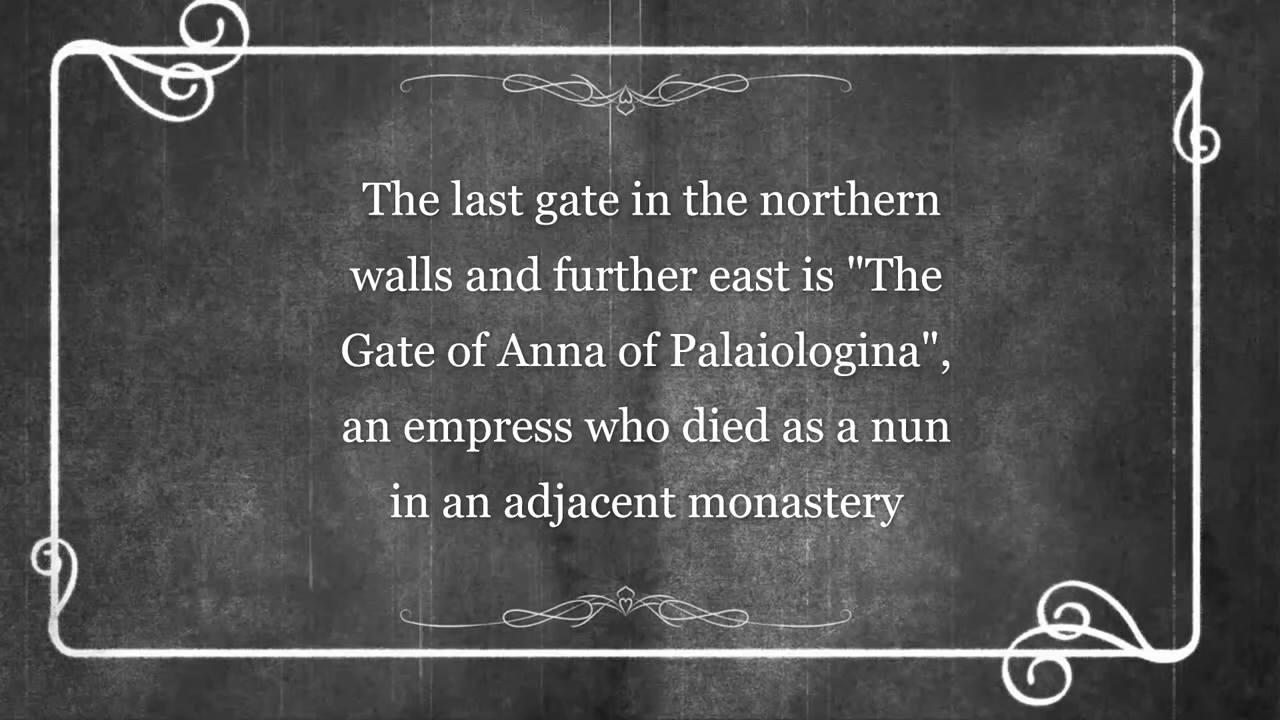 The last gate in the northern
walls and further east is "The
Gate of Anna of Palaiologina",
an empress who died as a nun
in an adjacent monastery